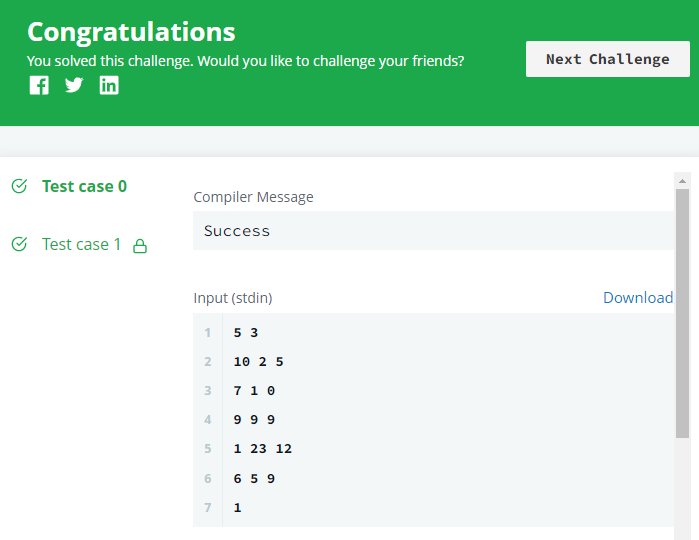 Congratulations
You solved this challenge. Would you like to challenge your friends?
Next Challenge
Test case 0
Test case 1
Compiler Message
Success
Input (stdin)
Download
1 5 3
2 10 2 5
3 7 1 0
4 9 9 9
5 1 23 12
6 6 5 9
7 1